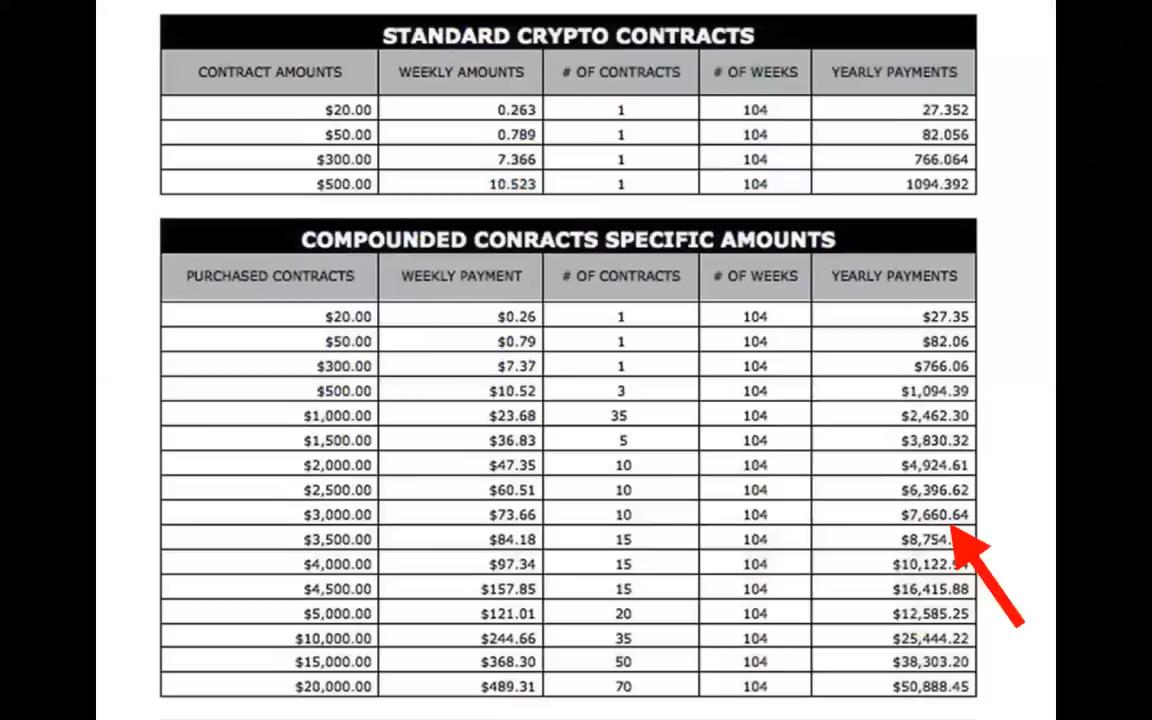 STANDARD CRYPTO CONTRACTS
CONTRACT AMOUNTS WEEKLY AMOUNTS # OF CONTRACTS # OF WEEKS YEARLY PAYMENTS
$20.00 0.263 1 104 27.352
$50.00 0.789 1 104 82.056
$300.00 7.366 1 104 766.064
$500.00 10.523 1 104 1094.392
COMPOUNDED CONRACTS SPECIFIC AMOUNTS
PURCHASED CONTRACTS WEEKLY PAYMENT # OF CONTRACTS # OF WEEKS YEARLY PAYMENTS
$20.00 $0.26 1 104 $27.35
$50.00 $0.79 1 104 $82.06
$300.00 $7.37 1 104 $766.06
$500.00 $10.52 3 104 $1,094.39
$1,000.00 $23.68 35 104 $2,462.30
$1,500.00 $36.83 5 104 $3,830.32
$2,000.00 $47.35 10 104 $4,924.61
$2,500.00 $60.51 10 104 $6,396.62
$3,000.00 $73.66 10 104 $7,660.64
$3,500.00 $84.18 15 104
$4,000.00 $97.34 15 104
$4,500.00 $157.85 15 104 $16,415.88
$5,000.00 $121.01 20 104 $12,585.25
$10,000.00 $244.66 35 104 $25,444.22
$15,000.00 $368.30 50 104 $38,303.20
$20,000.00 $489.31 70 104 $50,888.45